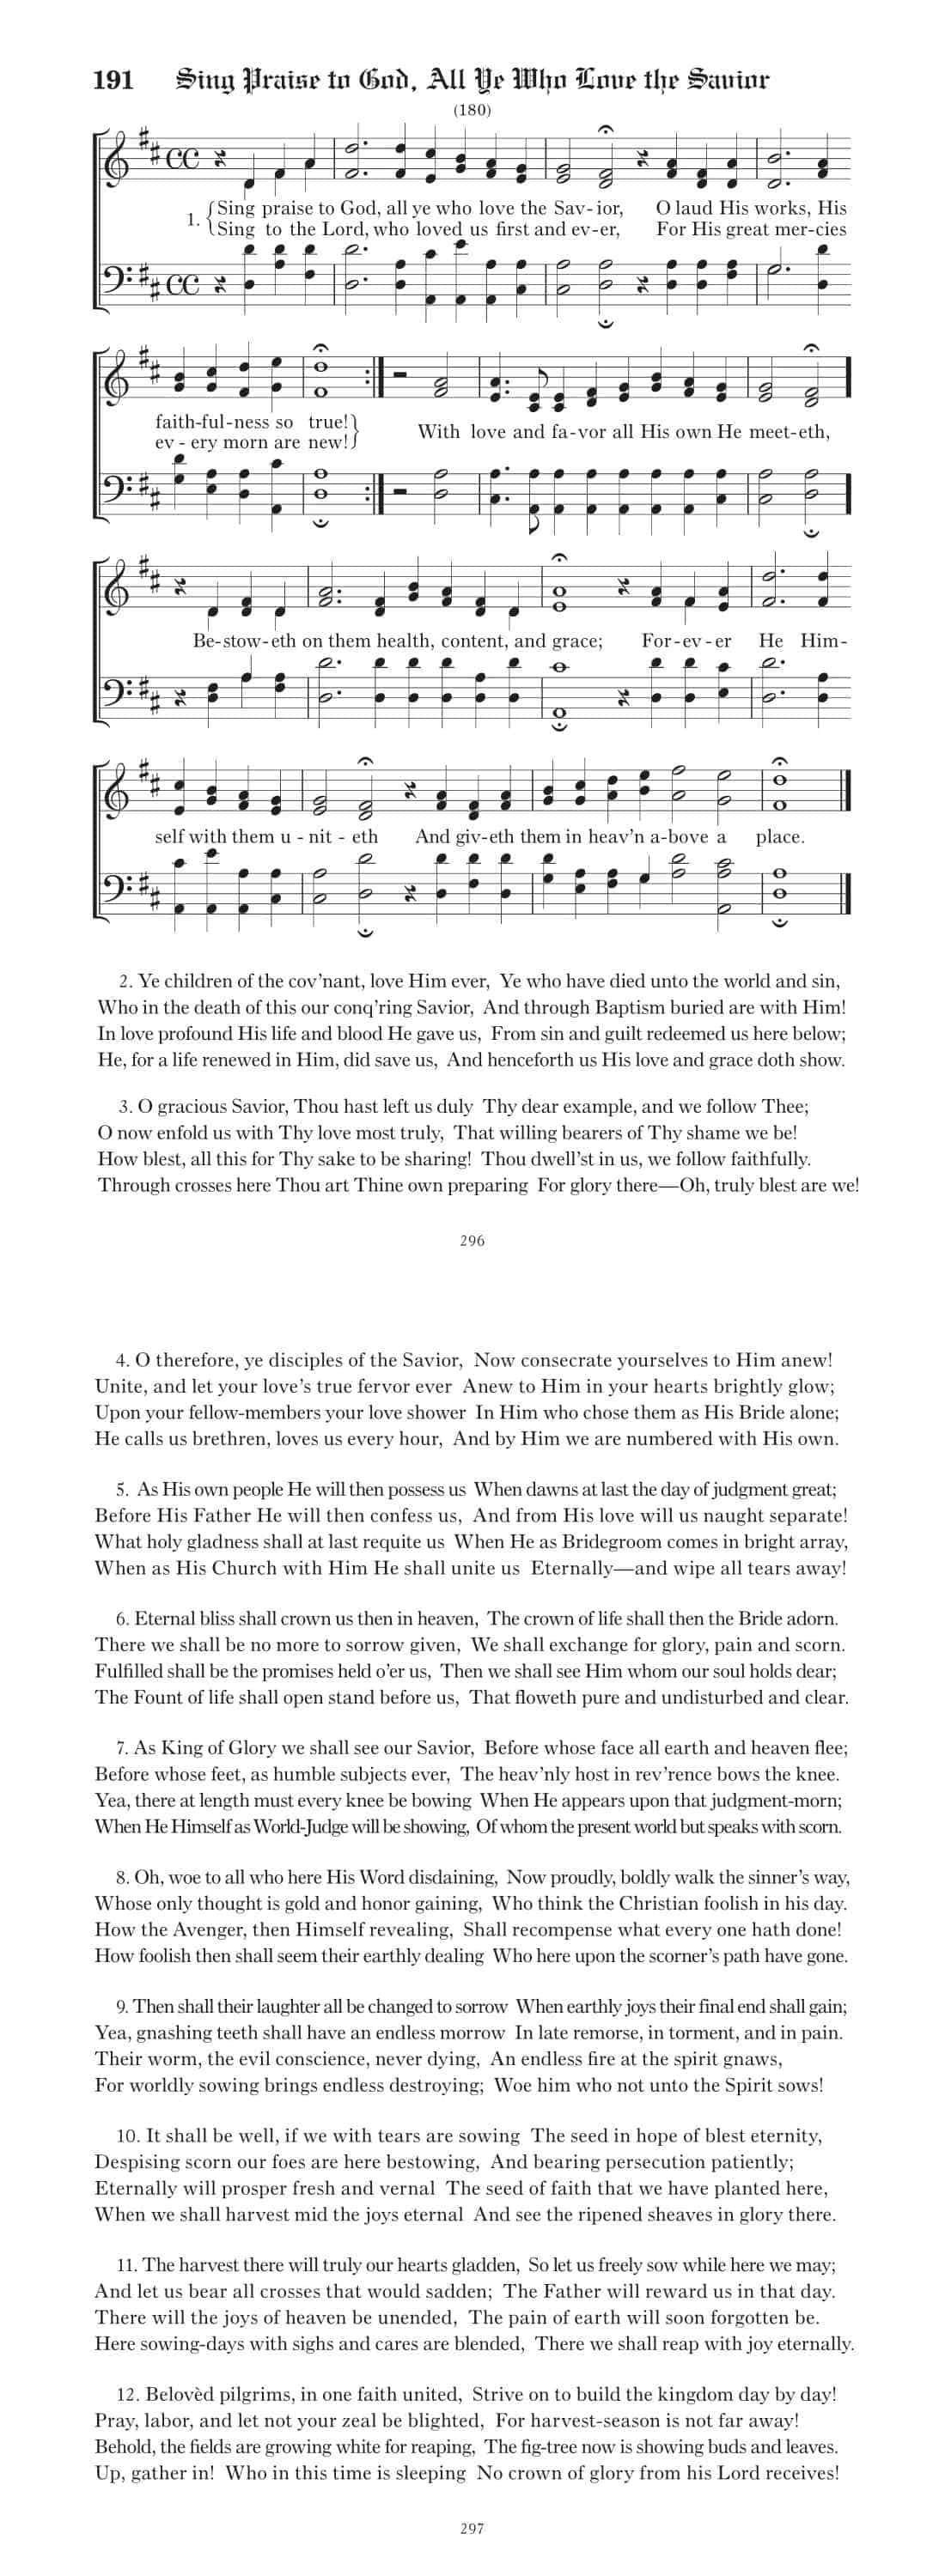 191 Sing Praise to God, All Ye Who Love the Savior
(180)
1. { Sing praise to God, all ye who love the Sav-ior, O laud His works, His
Sing to the Lord, who loved us first and ev-er, For His great mer-cies
faith-ful-ness so true! }
ev - ery morn are new!
With love and fa-vor all His own He meet-eth,
Be-stow-eth on them health, content, and grace; For-ev-er He Him-
self with them u - nit - eth And giv-eth them in heav'n a-bove a place.
2. Ye children of the cov'nant, love Him ever, Ye who have died unto the world and sin,
Who in the death of this our conq'ring Savior, And through Baptism buried are with Him!
In love profound His life and blood He gave us, From sin and guilt redeemed us here below;
He, for a life renewed in Him, did save us, And henceforth us His love and grace doth show.
3. O gracious Savior, Thou hast left us duly Thy dear example, and we follow Thee;
O now enfold us with Thy love most truly, That willing bearers of Thy shame we be!
How blest, all this for Thy sake to be sharing! Thou dwell'st in us, we follow faithfully.
Through crosses here Thou art Thine own preparing For glory there—Oh, truly blest are we!
296
4. O therefore, ye disciples of the Savior, Now consecrate yourselves to Him anew!
Unite, and let your love's true fervor ever Anew to Him in your hearts brightly glow;
Upon your fellow-members your love shower In Him who chose them as His Bride alone;
He calls us brethren, loves us every hour, And by Him we are numbered with His own.
5. As His own people He will then possess us When dawns at last the day of judgment great;
Before His Father He will then confess us, And from His love will us naught separate!
What holy gladness shall at last requite us When He as Bridegroom comes in bright array,
When as His Church with Him He shall unite us Eternally—and wipe all tears away!
6. Eternal bliss shall crown us then in heaven, The crown of life shall then the Bride adorn.
There we shall be no more to sorrow given, We shall exchange for glory, pain and scorn.
Fulfilled shall be the promises held o'er us, Then we shall see Him whom our soul holds dear;
The Fount of life shall open stand before us, That floweth pure and undisturbed and clear.
7. As King of Glory we shall see our Savior, Before whose face all earth and heaven flee;
Before whose feet, as humble subjects ever, The heav'nly host in rev'rence bows the knee.
Yea, there at length must every knee be bowing When He appears upon that judgment-morn;
When He Himself as World-Judge will be showing, Of whom the present world but speaks with scorn.
8. Oh, woe to all who here His Word disdaining, Now proudly, boldly walk the sinner's way,
Whose only thought is gold and honor gaining, Who think the Christian foolish in his day.
How the Avenger, then Himself revealing, Shall recompense what every one hath done!
How foolish then shall seem their earthly dealing Who here upon the scorner's path have gone.
9. Then shall their laughter all be changed to sorrow When earthly joys their final end shall gain;
Yea, gnashing teeth shall have an endless morrow In late remorse, in torment, and in pain.
Their worm, the evil conscience, never dying, An endless fire at the spirit gnaws,
For worldly sowing brings endless destroying; Woe him who not unto the Spirit sows!
10. It shall be well, if we with tears are sowing The seed in hope of blest eternity,
Despising scorn our foes are here bestowing, And bearing persecution patiently;
Eternally will prosper fresh and vernal The seed of faith that we have planted here,
When we shall harvest mid the joys eternal And see the ripened sheaves in glory there.
11. The harvest there will truly our hearts gladden, So let us freely sow while here we may;
And let us bear all crosses that would sadden; The Father will reward us in that day.
There will the joys of heaven be unended, The pain of earth will soon forgotten be.
Here sowing-days with sighs and cares are blended, There we shall reap with joy eternally.
12. Belovèd pilgrims, in one faith united, Strive on to build the kingdom day by day!
Pray, labor, and let not your zeal be blighted, For harvest-season is not far away!
Behold, the fields are growing white for reaping, The fig-tree now is showing buds and leaves.
Up, gather in! Who in this time is sleeping No crown of glory from his Lord receives!
297